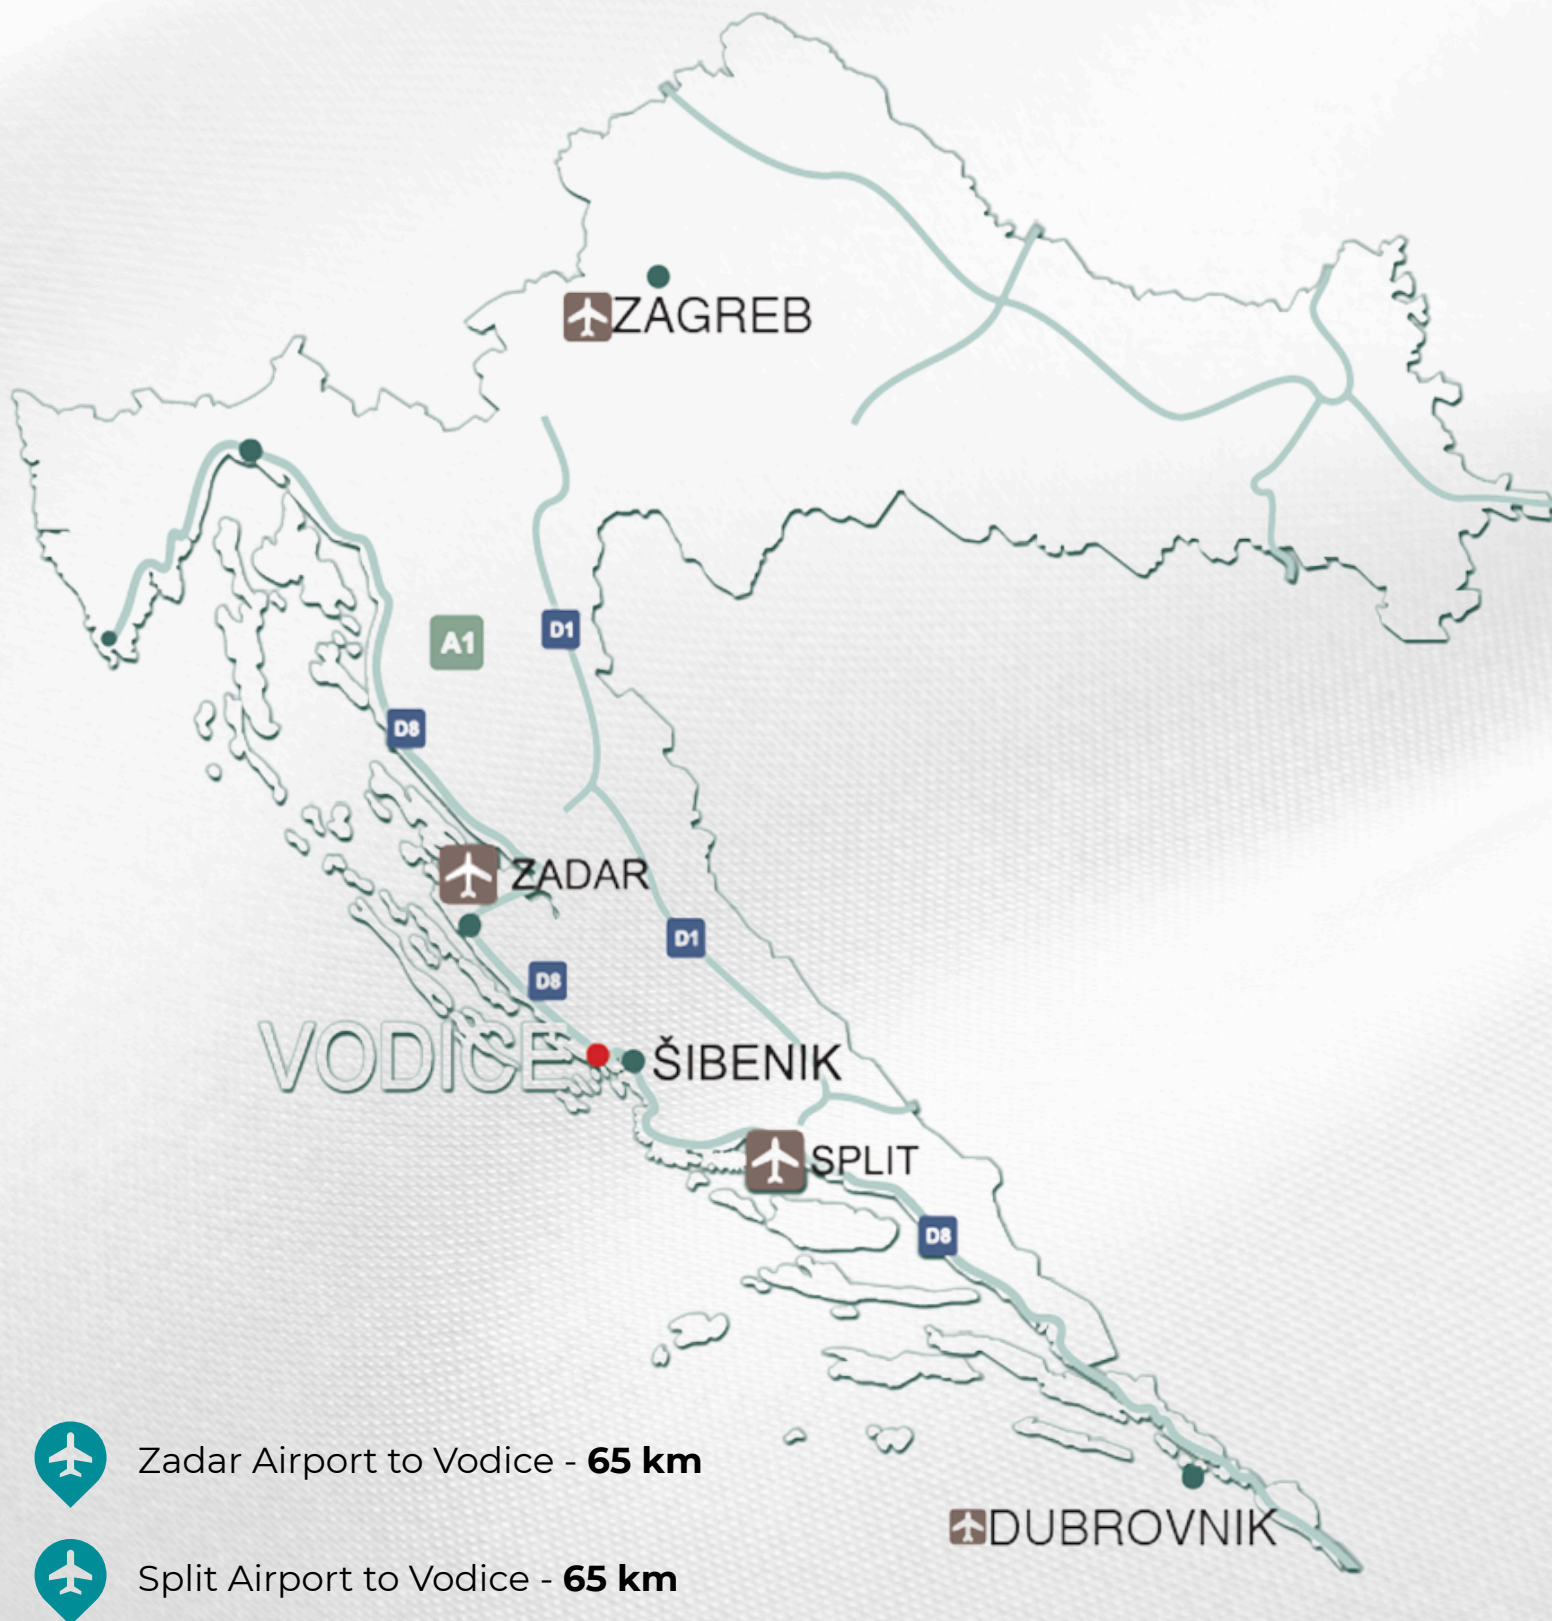 ZAGREB
D1
A1
D8
ZADAR
D1
D8
VODICE
ŠIBENIK
SPLIT
D8
Zadar Airport to Vodice - 65 km
DUBROVNIK
Split Airport to Vodice - 65 km